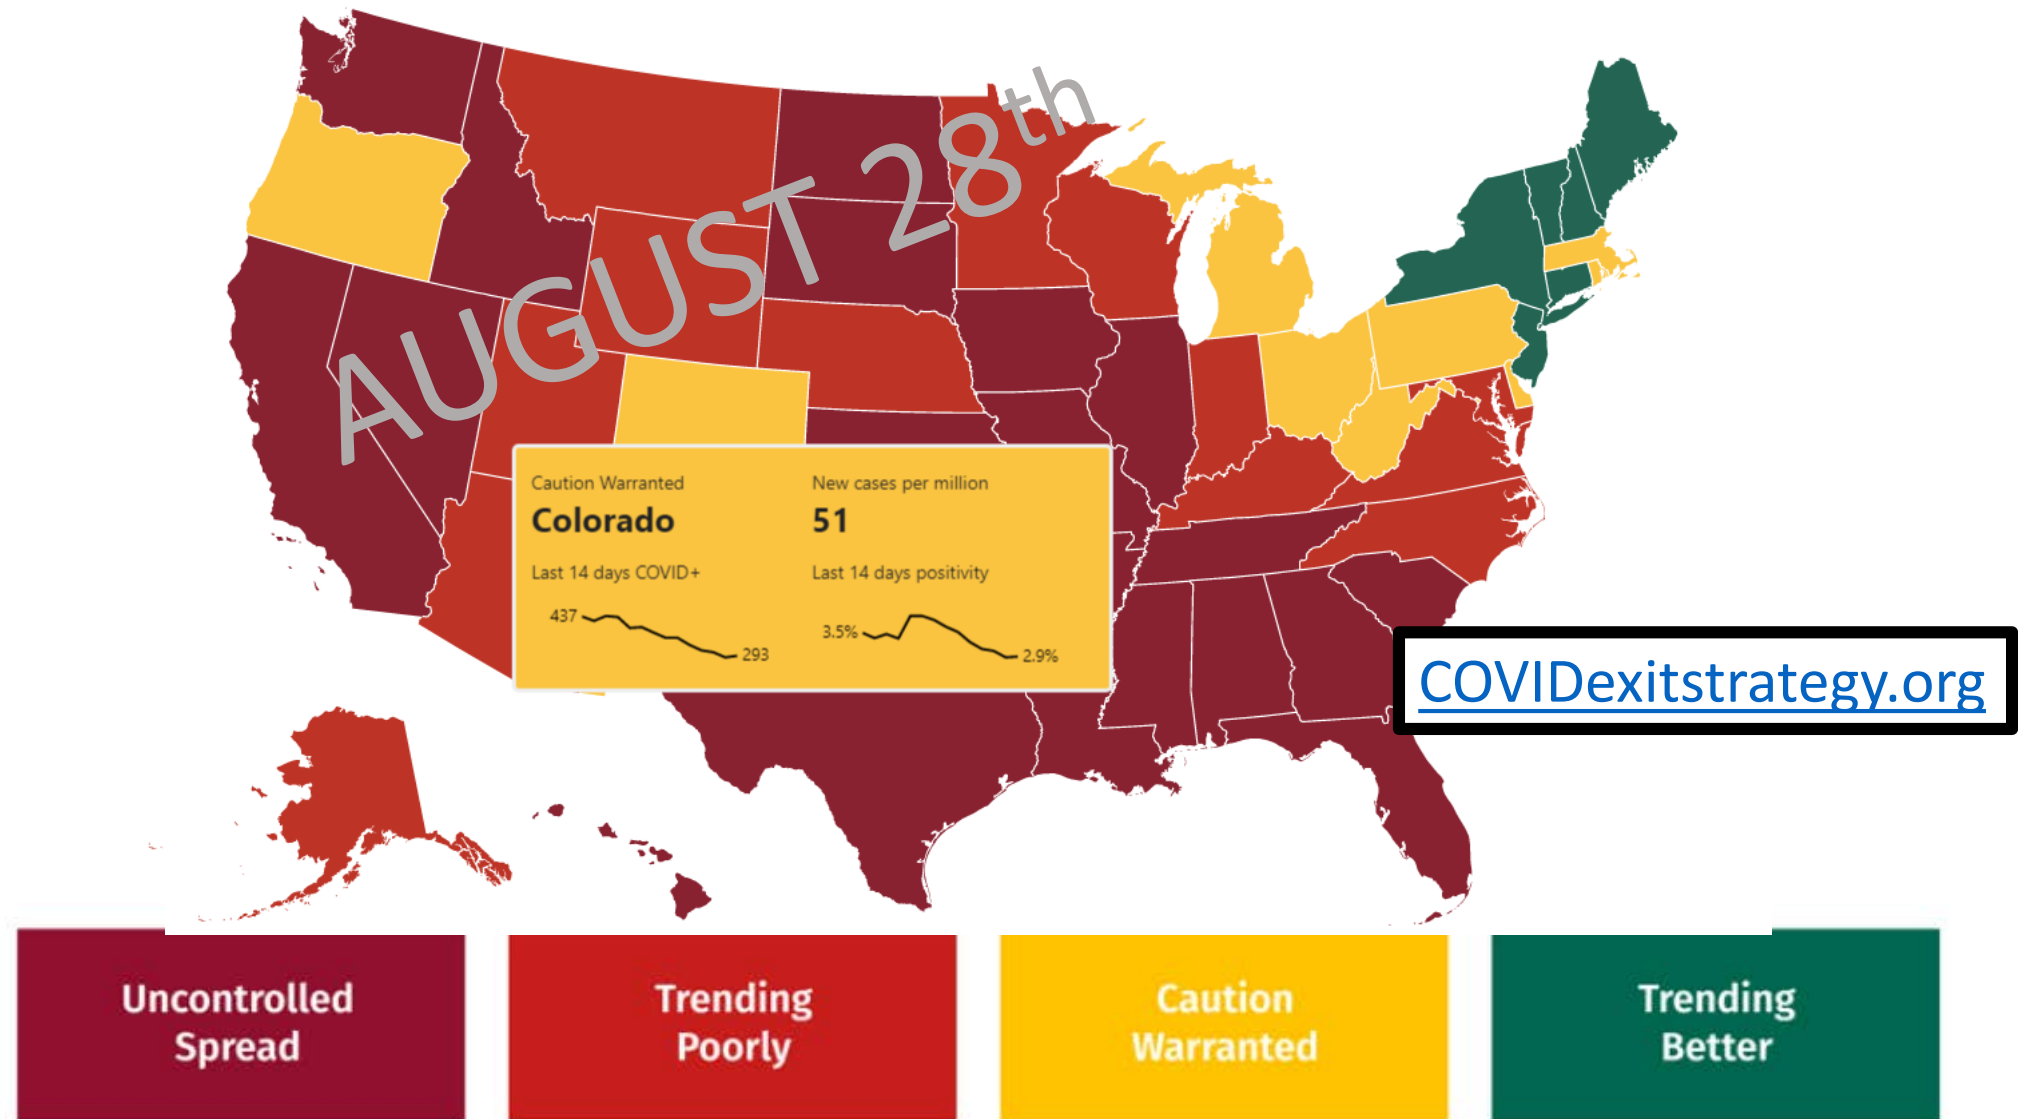 AUGUST 28th
Caution Warranted
Colorado
New cases per million
51
Last 14 days COVID+
437
293
Last 14 days positivity
3.5%
2.9%
COVIDexitstrategy.org
Uncontrolled
Spread
Trending
Poorly
Caution
Warranted
Trending
Better